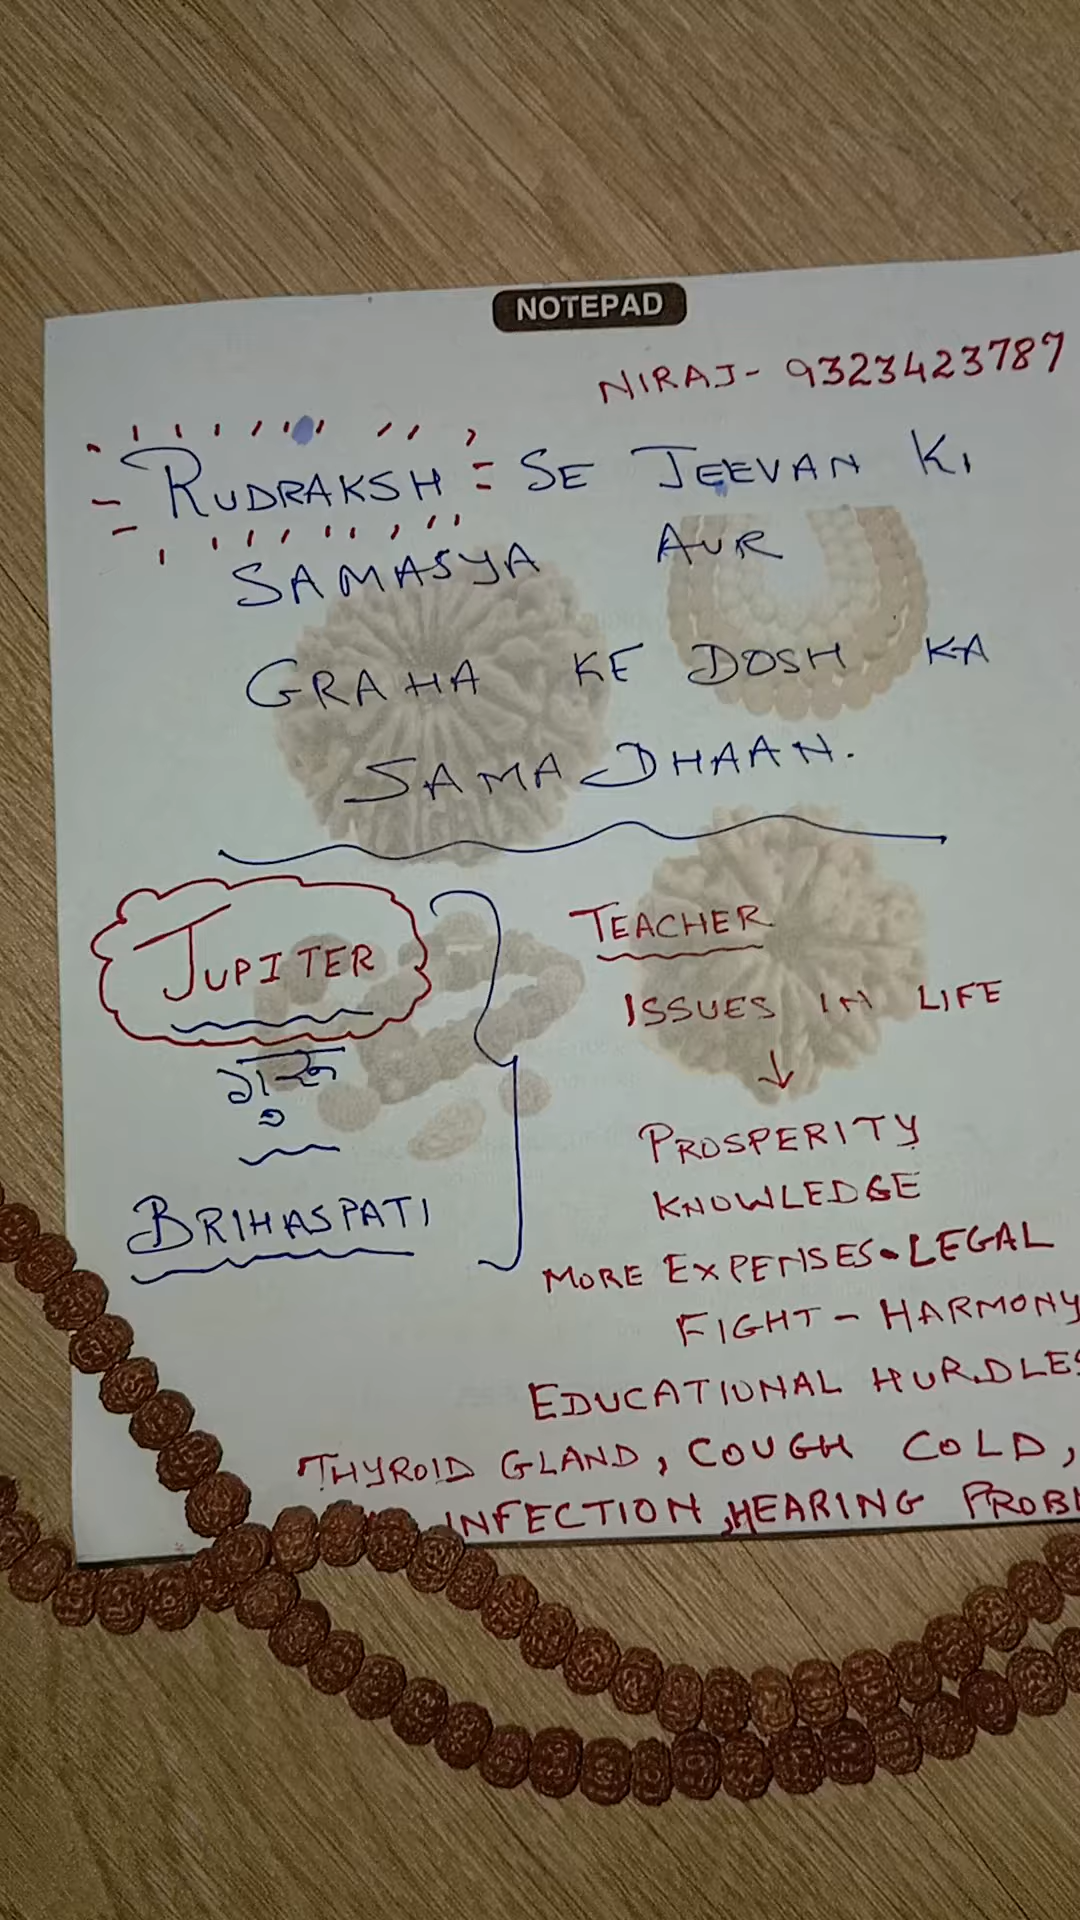 NOTEPAD
NIRAJ- 9323423787
RUDRAKSH = SE JEEVAN KI
SAMASYA AUR
GRAHA KE DOSH KA
SAMADHAAN.
JUPITER
गुरू
BRIHASPATI
TEACHER
ISSUES IN LIFE
↓
PROSPERITY
KNOWLEDGE
MORE EXPENSES-LEGAL
FIGHT - HARMONY
EDUCATIONAL HURDLES
THYROID GLAND, COUGH COLD,
INFECTION, HEARING PROBL